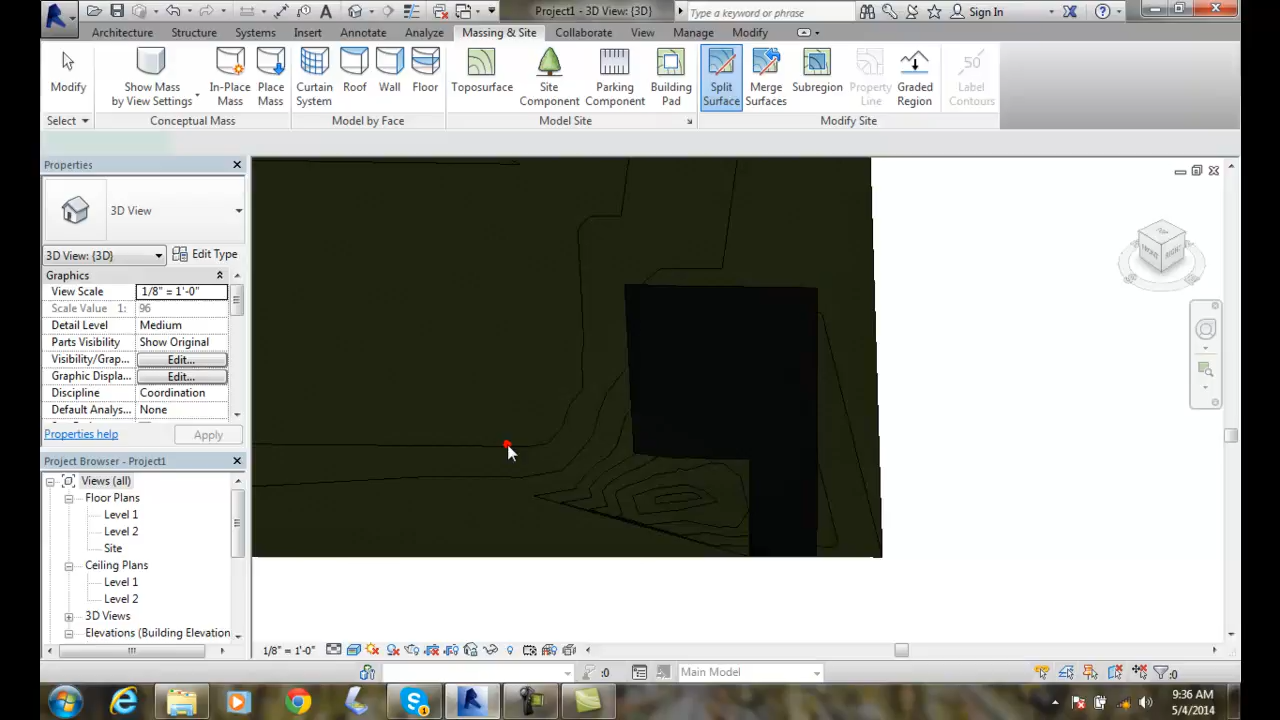 Project1 - 3D View: {3D}
Type a keyword or phrase
Sign In
Architecture Structure Systems Insert Annotate Analyze Massing & Site Collaborate View Manage Modify
Modify
Show Mass
by View Settings
In-Place
Mass
Place
Mass
Curtain
System
Roof
Wall
Floor
Toposurface
Site
Component
Parking
Component
Building
Pad
Split
Surface
Merge
Surfaces
Subregion
Property
Line
Graded
Region
50
Label
Contours
Select
Conceptual Mass
Model by Face
Model Site
Modify Site
Properties
3D View
3D View: {3D}
Edit Type
Graphics
View Scale 1/8" = 1'-0"
Scale Value 1: 96
Detail Level Medium
Parts Visibility Show Original
Visibility/Grap... Edit...
Graphic Displa... Edit...
Discipline Coordination
Default Analys... None
Properties help
Apply
Project Browser - Project1
Views (all)
Floor Plans
Level 1
Level 2
Site
Ceiling Plans
Level 1
Level 2
3D Views
Elevations (Building Elevation
TOP
FRONT
RIGHT
1/8" = 1'-0"
:0
Main Model
:0
1
9:36 AM
5/4/2014